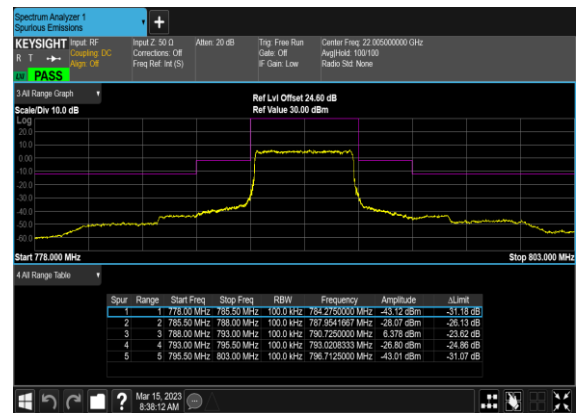 Spectrum Analyzer 1
Spurious Emissions
KEYSIGHT Input: RF Input Z: 50 Ω Atten: 20 dB Trig: Free Run Center Freq: 22.005000000 GHz
R T Coupling: DC Corrections: Off Gate: Off Avg|Hold: 100/100
Align: Off Freq Ref: Int (S) IF Gain: Low Radio Std: None
LW PASS
3 All Range Graph
Ref Lvl Offset 24.60 dB
Scale/Div 10.0 dB Ref Value 30.00 dBm
Log
20.0
10.0
0.00
-10.0
-20.0
-30.0
-40.0
-50.0
-60.0
Start 778.000 MHz Stop 803.000 MHz
4 All Range Table
Spur Range Start Freq Stop Freq RBW Frequency Amplitude ΔLimit
1 1 778.00 MHz 785.50 MHz 100.0 kHz 784.2750000 MHz -43.12 dBm -31.18 dB
2 2 785.50 MHz 788.00 MHz 100.0 kHz 787.9541667 MHz -28.07 dBm -26.13 dB
3 3 788.00 MHz 793.00 MHz 100.0 kHz 790.7250000 MHz 6.378 dBm -23.62 dB
4 4 793.00 MHz 795.50 MHz 100.0 kHz 793.0208333 MHz -26.80 dBm -24.86 dB
5 5 795.50 MHz 803.00 MHz 100.0 kHz 796.7125000 MHz -43.01 dBm -31.07 dB
Mar 15, 2023
8:38:12 AM